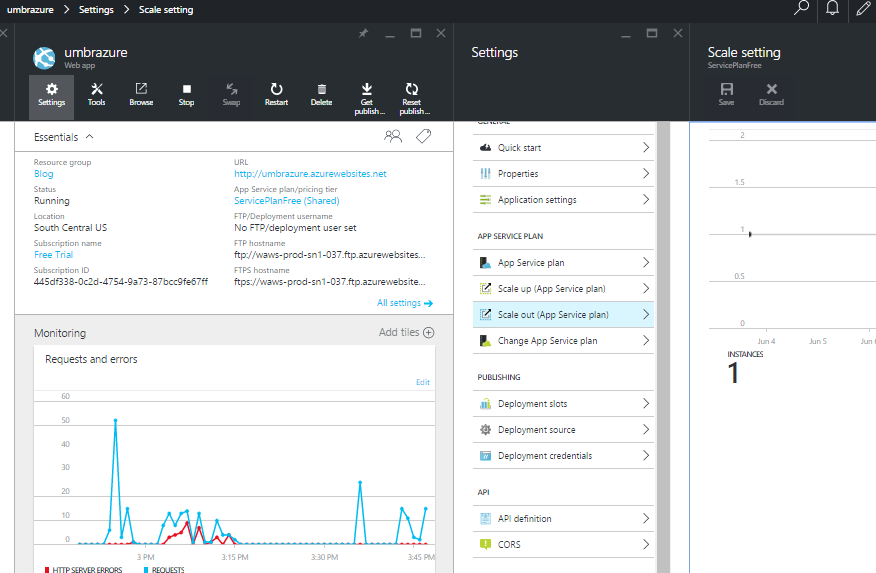 umbrazure > Settings > Scale setting
umbrazure
Web app
Settings
Tools
Browse
Stop
Swap
Restart
Delete
Get publish...
Reset publish...
Essentials
Resource group
Blog
Status
Running
Location
South Central US
Subscription name
Free Trial
Subscription ID
445df338-0c2d-4754-9a73-87bcc9fe67ff
URL
http://umbrazure.azurewebsites.net
App Service plan/pricing tier
ServicePlanFree (Shared)
FTP/Deployment username
No FTP/deployment user set
FTP hostname
ftp://waws-prod-sn1-037.ftp.azurewebsites...
FTPS hostname
ftps://waws-prod-sn1-037.ftp.azurewebsite...
All settings
Monitoring
Add tiles
Requests and errors
Edit
60
50
40
30
20
10
0
3 PM
3:15 PM
3:30 PM
3:45 PM
HTTP SERVER ERRORS
REQUESTS
Settings
GENERAL
Quick start
Properties
Application settings
APP SERVICE PLAN
App Service plan
Scale up (App Service plan)
Scale out (App Service plan)
Change App Service plan
PUBLISHING
Deployment slots
Deployment source
Deployment credentials
API
API definition
CORS
Scale setting
ServicePlanFree
Save
Discard
2
1.5
1
0.5
0
Jun 4
Jun 5
Jun 6
INSTANCES
1